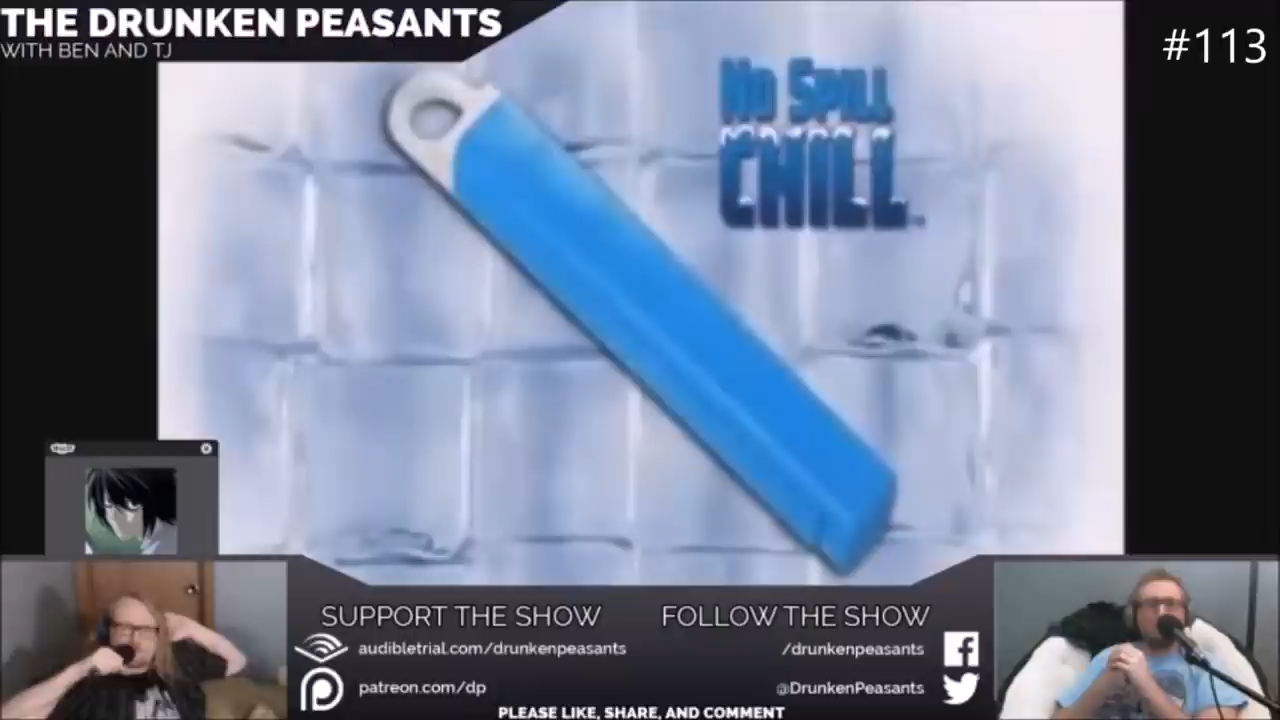 THE DRUNKEN PEASANTS
WITH BEN AND TJ
#113
NO SPILL
CHILL
SUPPORT THE SHOW
audibletrial.com/drunkenpeasants
patreon.com/dp
FOLLOW THE SHOW
/drunkenpeasants
@DrunkenPeasants
PLEASE LIKE, SHARE, AND COMMENT